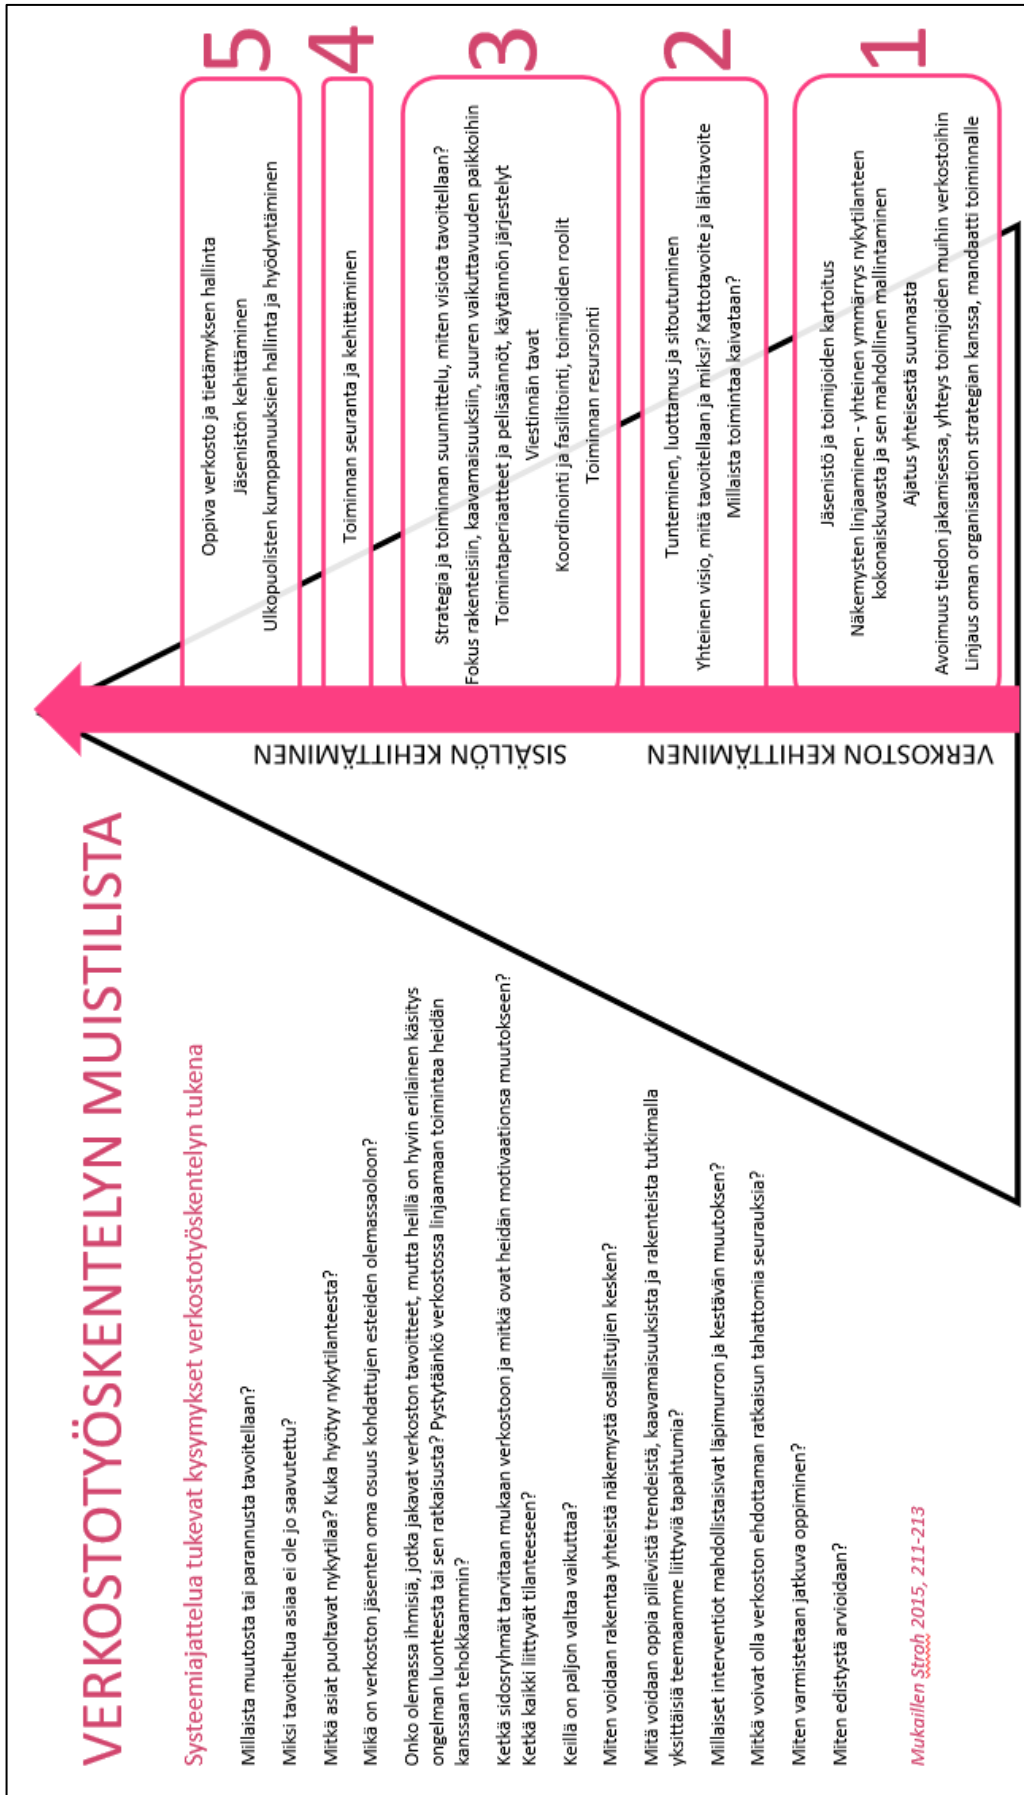 VERKOSTOTYÖSKENTELYN MUISTILISTA
Systeemiajattelua tukevat kysymykset verkostotyöskentelyn tukena
Millaista muutosta tai parannusta tavoitellaan?
Miksi tavoiteltua asiaa ei ole jo saavutettu?
Mitkä asiat puoltavat nykytilaa? Kuka hyötyy nykytilanteesta?
Mikä on verkoston jäsenten oma osuus kohdattujen esteiden olemassaoloon?
Onko olemassa ihmisiä, jotka jakavat verkoston tavoitteet, mutta heillä on hyvin erilainen käsitys
ongelman luonteesta tai sen ratkaisusta? Pystytäänkö verkostossa linjaamaan toimintaa heidän
kanssaan tehokkaammin?
Ketkä sidosryhmät tarvitaan mukaan verkostoon ja mitkä ovat heidän motivaationsa muutokseen?
Ketkä kaikki liittyvät tilanteeseen?
Keillä on paljon valtaa vaikuttaa?
Miten voidaan rakentaa yhteistä näkemystä osallistujien kesken?
Mitä voidaan oppia piilevistä trendeistä, kaavamaisuuksista ja rakenteista tutkimalla
yksittäisiä teemaamme liittyviä tapahtumia?
Millaiset interventiot mahdollistaisivat läpimurron ja kestävän muutoksen?
Mitkä voivat olla verkoston ehdottaman ratkaisun tahattomia seurauksia?
Miten varmistetaan jatkuva oppiminen?
Miten edistystä arvioidaan?
Mukaillen Stroh 2015, 211-213
SISÄLLÖN KEHITTÄMINEN
VERKOSTON KEHITTÄMINEN
5
Oppiva verkosto ja tietämyksen hallinta
Jäsenistön kehittäminen
Ulkopuolisten kumppanuuksien hallinta ja hyödyntäminen
4
Toiminnan seuranta ja kehittäminen
3
Strategia ja toiminnan suunnittelu, miten visiota tavoitellaan?
Fokus rakenteisiin, kaavamaisuuksiin, suuren vaikuttavuuden paikkoihin
Toimintaperiaatteet ja pelisäännöt, käytännön järjestelyt
Viestinnän tavat
Koordinointi ja fasilitointi, toimijoiden roolit
Toiminnan resursointi
2
Tunteminen, luottamus ja sitoutuminen
Yhteinen visio, mitä tavoitellaan ja miksi? Kattotavoite ja lähitavoite
Millaista toimintaa kaivataan?
1
Jäsenistö ja toimijoiden kartoitus
Näkemysten linjaaminen - yhteinen ymmärrys nykytilanteen
kokonaiskuvasta ja sen mahdollinen mallintaminen
Ajatus yhteisestä suunnasta
Avoimuus tiedon jakamisessa, yhteys toimijoiden muihin verkostoihin
Linjaus oman organisaation strategian kanssa, mandaatti toiminnalle